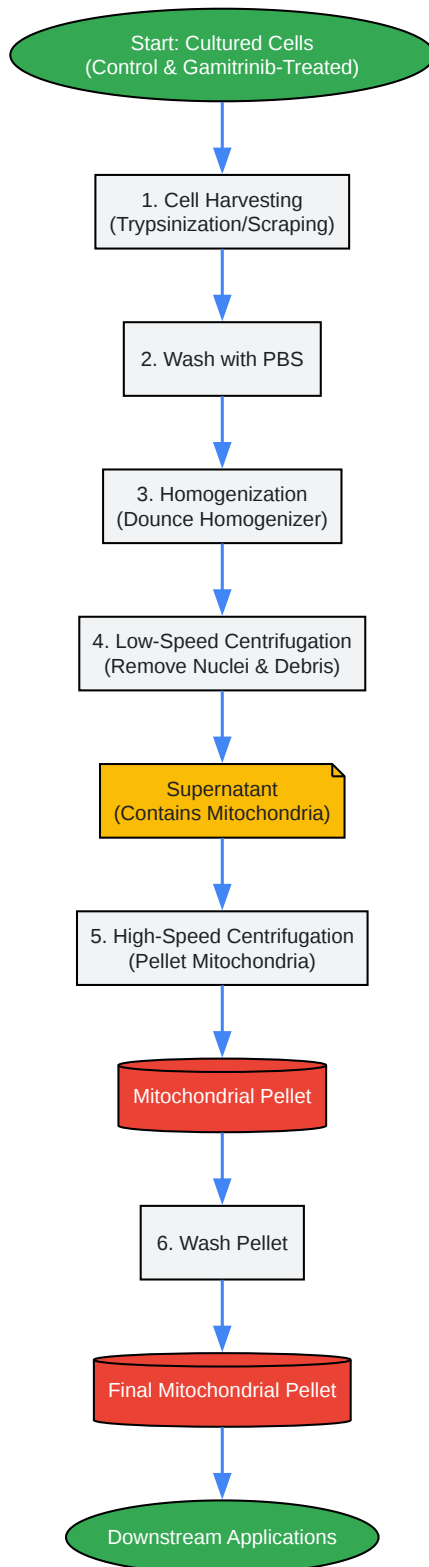 Start: Cultured Cells
(Control & Gamitrinib-Treated)
1. Cell Harvesting
(Trypsinization/Scraping)
2. Wash with PBS
3. Homogenization
(Dounce Homogenizer)
4. Low-Speed Centrifugation
(Remove Nuclei & Debris)
Supernatant
(Contains Mitochondria)
5. High-Speed Centrifugation
(Pellet Mitochondria)
Mitochondrial Pellet
6. Wash Pellet
Final Mitochondrial Pellet
Downstream Applications